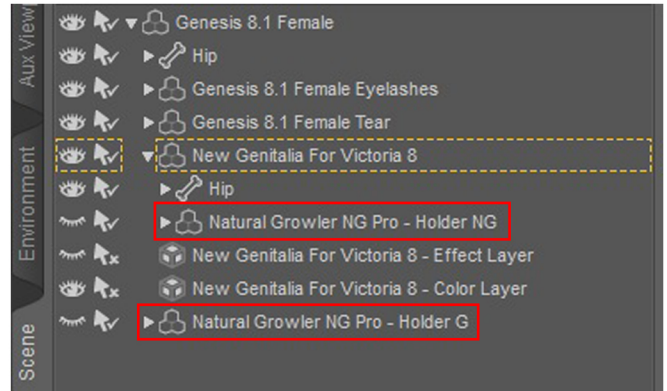 Aux Viewp
Environment
Scene
Genesis 8.1 Female
Hip
Genesis 8.1 Female Eyelashes
Genesis 8.1 Female Tear
New Genitalia For Victoria 8
Hip
Natural Growler NG Pro - Holder NG
New Genitalia For Victoria 8 - Effect Layer
New Genitalia For Victoria 8 - Color Layer
Natural Growler NG Pro - Holder G